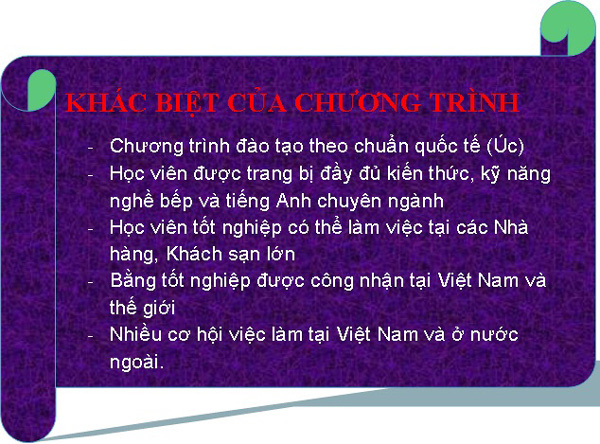 KHÁC BIỆT CỦA CHƯƠNG TRÌNH
- Chương trình đào tạo theo chuẩn quốc tế (Úc)
- Học viên được trang bị đầy đủ kiến thức, kỹ năng
nghề bếp và tiếng Anh chuyên ngành
- Học viên tốt nghiệp có thể làm việc tại các Nhà
hàng, Khách sạn lớn
- Bằng tốt nghiệp được công nhận tại Việt Nam và
thế giới
- Nhiều cơ hội việc làm tại Việt Nam và ở nước
ngoài.